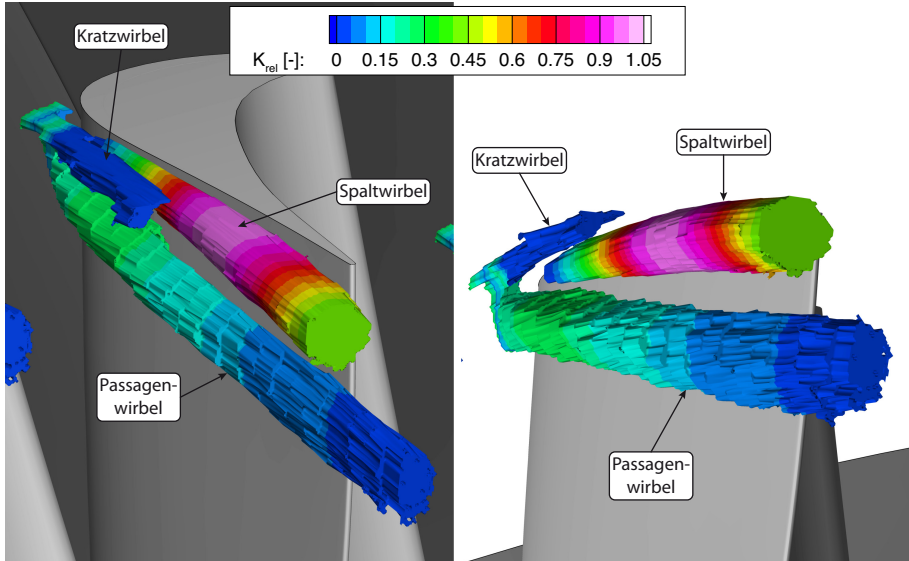 K_rel [-]: 0 0.15 0.3 0.45 0.6 0.75 0.9 1.05
Kratzwirbel
Spaltwirbel
Passagen-
wirbel
Spaltwirbel
Kratzwirbel
Passagen-
wirbel